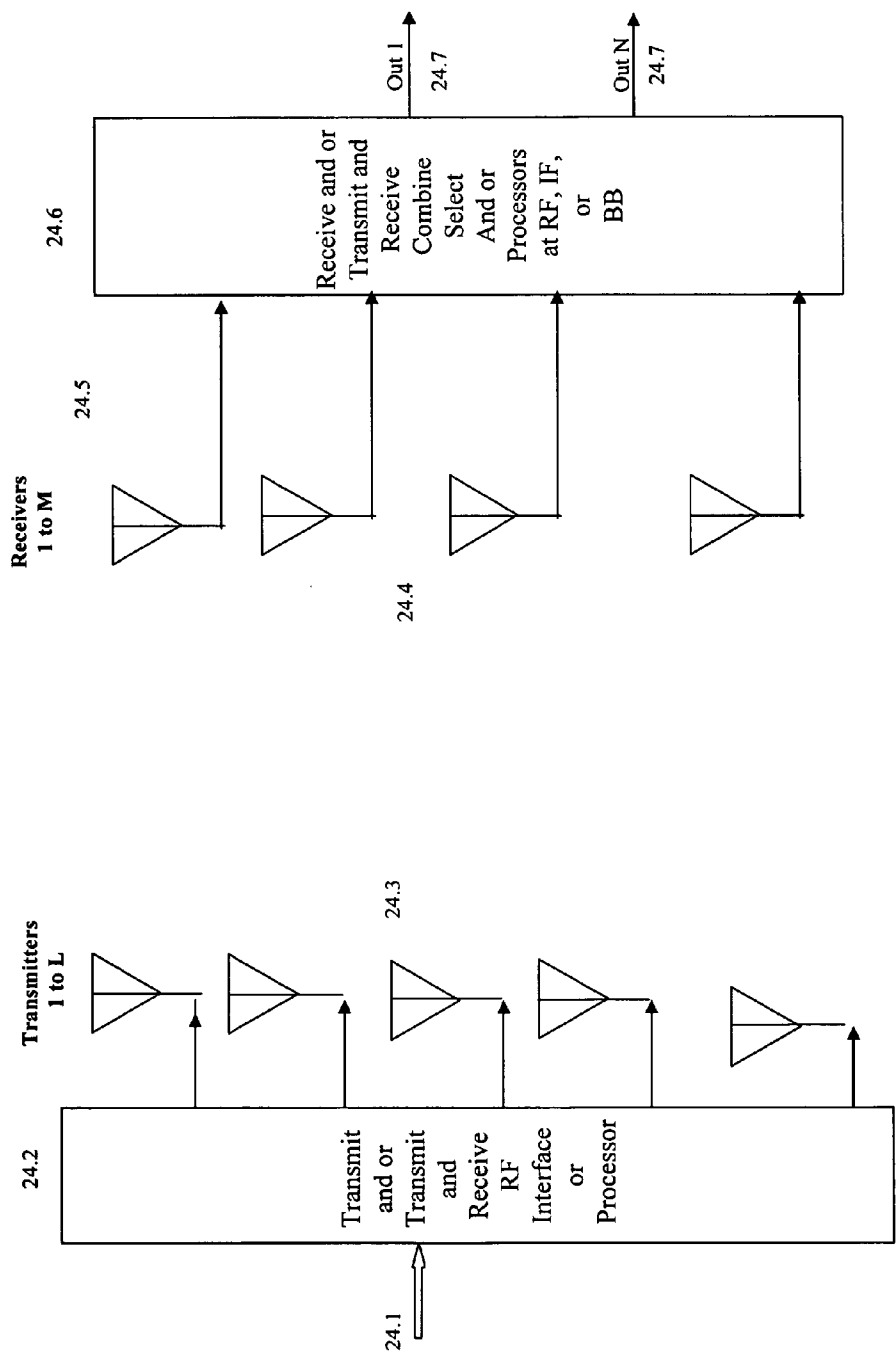 24.1
24.2
Transmit
and or
Transmit
and
Receive
RF
Interface
or
Processor
Transmitters
1 to L
24.3
Receivers
1 to M
24.4
24.5
24.6
Receive and or
Transmit and
Receive
Combine
Select
And or
Processors
at RF, IF,
or
BB
Out 1
24.7
Out N
24.7